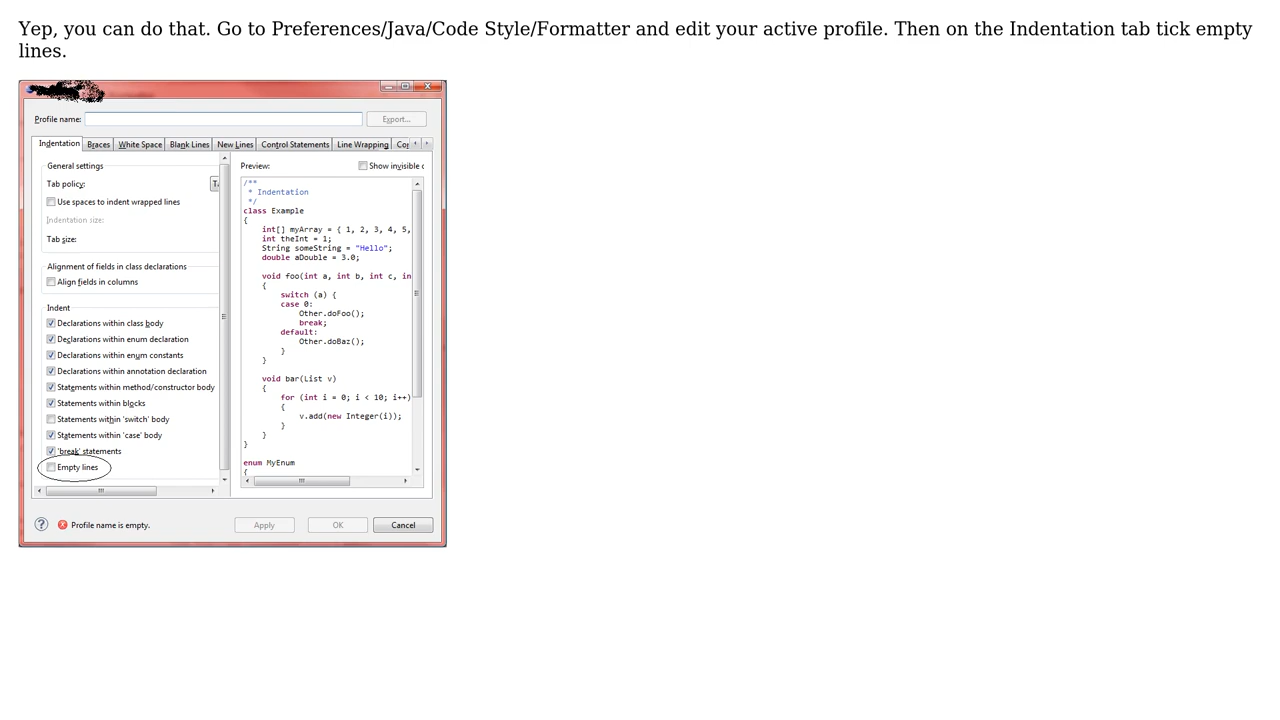 Yep, you can do that. Go to Preferences/Java/Code Style/Formatter and edit your active profile. Then on the Indentation tab tick empty
lines.
Profile name:
Export...
Indentation Braces White Space Blank Lines New Lines Control Statements Line Wrapping
General settings
Tab policy:
Use spaces to indent wrapped lines
Indentation size:
Tab size:
Alignment of fields in class declarations
Align fields in columns
Indent
Declarations within class body
Declarations within enum declaration
Declarations within enum constants
Declarations within annotation declaration
Statements within method/constructor body
Statements within blocks
Statements within 'switch' body
Statements within 'case' body
'break' statements
Empty lines
Preview:
Show invisible c
/**
 * Indentation
 */
class Example
{
    int[] myArray = { 1, 2, 3, 4, 5,
    int theInt = 1;
    String someString = "Hello";
    double aDouble = 3.0;
    void foo(int a, int b, int c, in
    {
        switch (a) {
        case 0:
            Other.doFoo();
            break;
        default:
            Other.doBaz();
        }
    }
    void bar(List v)
    {
        for (int i = 0; i < 10; i++)
        {
            v.add(new Integer(i));
        }
    }
}
enum MyEnum
{
Profile name is empty.
Apply
OK
Cancel